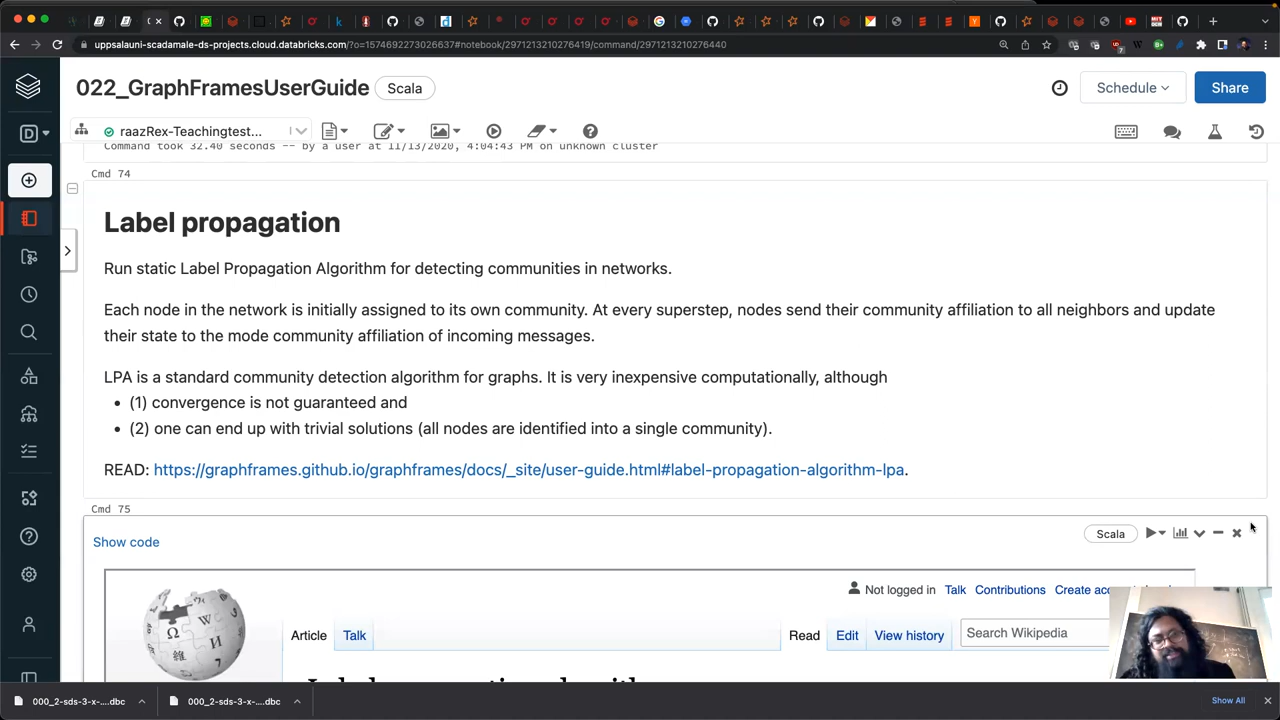 uppsalauni-scadamale-ds-projects.cloud.databricks.com/?o=1574692273026637#notebook/2971213210276419/command/2971213210276440
022_GraphFramesUserGuide
Scala
Schedule
Share
raazRex-Teachingtest...
Command took 32.40 seconds -- by a user at 11/13/2020, 4:04:43 PM on unknown cluster
Cmd 74
Label propagation
Run static Label Propagation Algorithm for detecting communities in networks.
Each node in the network is initially assigned to its own community. At every superstep, nodes send their community affiliation to all neighbors and update
their state to the mode community affiliation of incoming messages.
LPA is a standard community detection algorithm for graphs. It is very inexpensive computationally, although
(1) convergence is not guaranteed and
(2) one can end up with trivial solutions (all nodes are identified into a single community).
READ: https://graphframes.github.io/graphframes/docs/_site/user-guide.html#label-propagation-algorithm-lpa.
Cmd 75
Show code
Scala
Not logged in Talk Contributions Create acc
Article Talk Read Edit View history Search Wikipedia
000_2-sds-3-x-....dbc
000_2-sds-3-x-....dbc
Show All